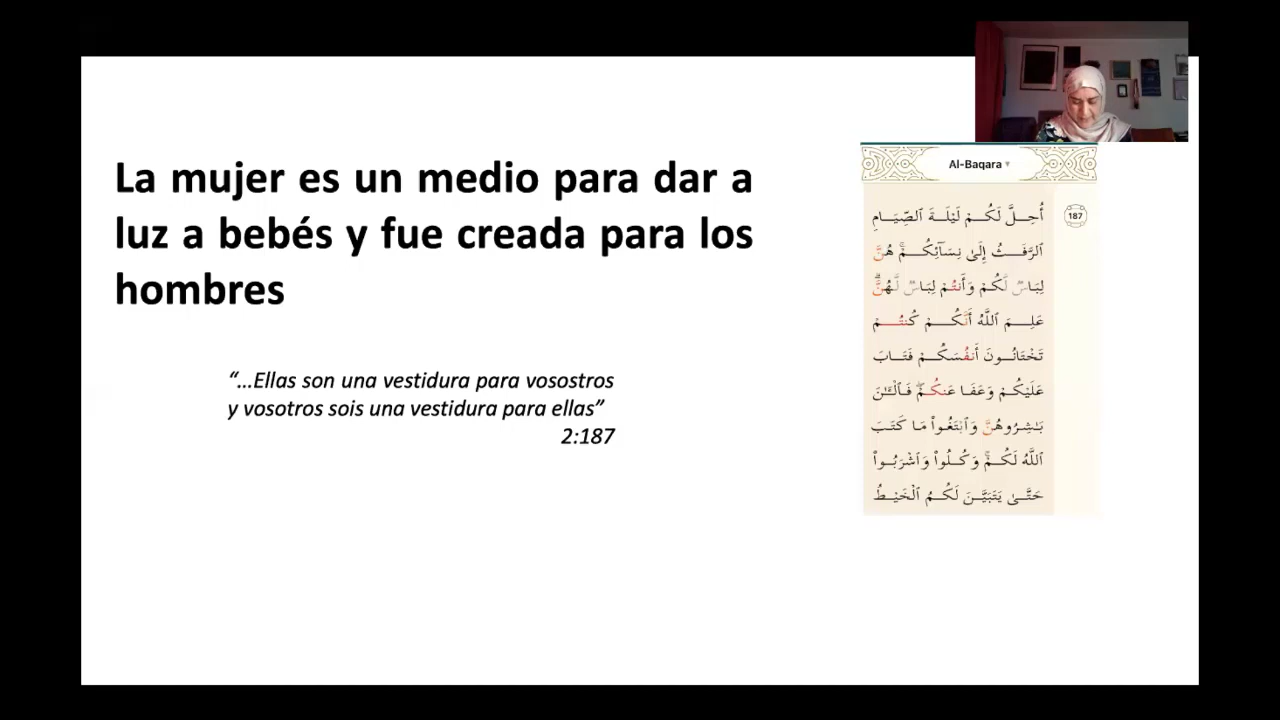 La mujer es un medio para dar a
luz a bebés y fue creada para los
hombres
“...Ellas son una vestidura para vosostros
y vosotros sois una vestidura para ellas”
2:187
Al-Baqara
187
أُحِلَّ لَكُمۡ لَيۡلَةَ ٱلصِّيَامِ
ٱلرَّفَثُ إِلَىٰ نِسَآئِكُمۡۚ هُنَّ
لِبَاسٞ لَّكُمۡ وَأَنتُمۡ لِبَاسٞ لَّهُنَّۗ
عَلِمَ ٱللَّهُ أَنَّكُمۡ كُنتُمۡ
تَخۡتَانُونَ أَنفُسَكُمۡ فَتَابَ
عَلَيۡكُمۡ وَعَفَا عَنكُمۡۖ فَٱلۡـَٰٔنَ
بَٰشِرُوهُنَّ وَٱبۡتَغُواْ مَا كَتَبَ
ٱللَّهُ لَكُمۡۚ وَكُلُواْ وَٱشۡرَبُواْ
حَتَّىٰ يَتَبَيَّنَ لَكُمُ ٱلۡخَيۡطُ